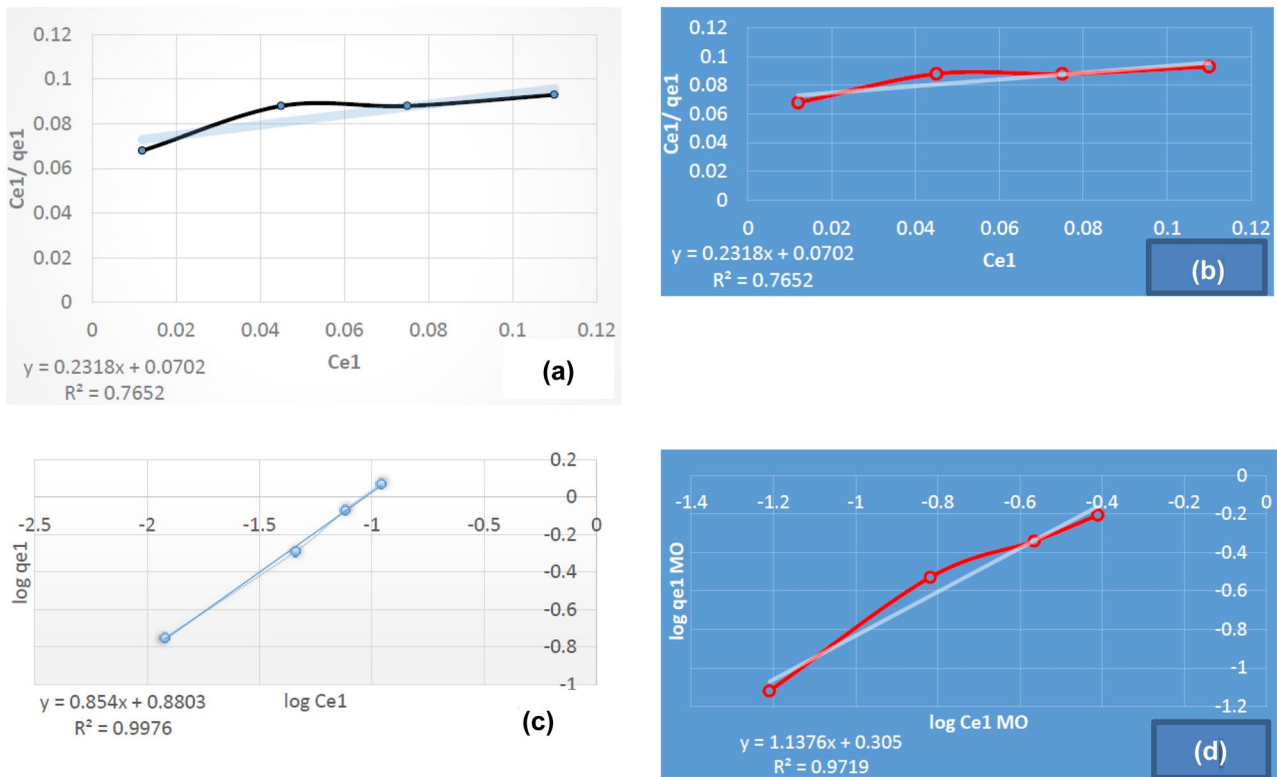 0.12
0.1
0.08
0.06
0.04
0.02
0
Ce1/ qe1
0 0.02 0.04 0.06 0.08 0.1 0.12
Ce1
y = 0.2318x + 0.0702
R² = 0.7652
(a)
0.12
0.1
0.08
0.06
0.04
0.02
0
Ce1/ qe1
0 0.02 0.04 0.06 0.08 0.1 0.12
Ce1
y = 0.2318x + 0.0702
R² = 0.7652
(b)
0.2
0
-2.5 -2 -1.5 -1 -0.5 0
-0.2
-0.4
-0.6
-0.8
-1
log qe1
log Ce1
y = 0.854x + 0.8803
R² = 0.9976
(c)
0
-1.4 -1.2 -1 -0.8 -0.6 -0.4 -0.2 0
-0.2
-0.4
-0.6
-0.8
-1
-1.2
log qe1 MO
log Ce1 MO
y = 1.1376x + 0.305
R² = 0.9719
(d)